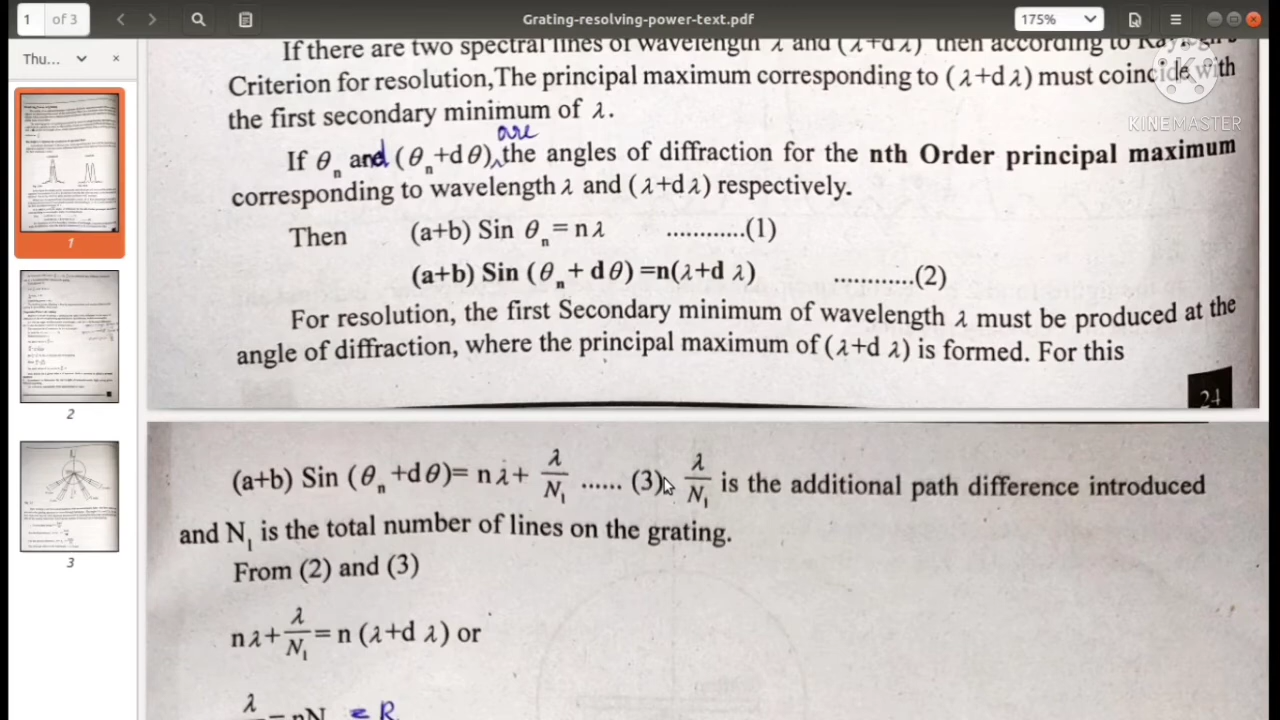 1 of 3
Grating-resolving-power-text.pdf
175%
Thu...
If there are two spectral lines of wavelength λ and (λ+dλ) then according to Rayleigh's
Criterion for resolution,The principal maximum corresponding to (λ+dλ) must coincide with
the first secondary minimum of λ.
KINEMASTER
are
If θn and (θn+dθ) the angles of diffraction for the nth Order principal maximum
corresponding to wavelength λ and (λ+dλ) respectively.
Then (a+b) Sin θn = nλ ............(1)
(a+b) Sin (θn + dθ) =n(λ+d λ) ............(2)
For resolution, the first Secondary minimum of wavelength λ must be produced at the
angle of diffraction, where the principal maximum of (λ+d λ) is formed. For this
24
(a+b) Sin (θn +dθ)= nλ+ λ/N1 ...... (3) λ/N1 is the additional path difference introduced
and N1 is the total number of lines on the grating.
From (2) and (3)
nλ+λ/N1 = n (λ+d λ) or
λ
= nN = R
1
2
3